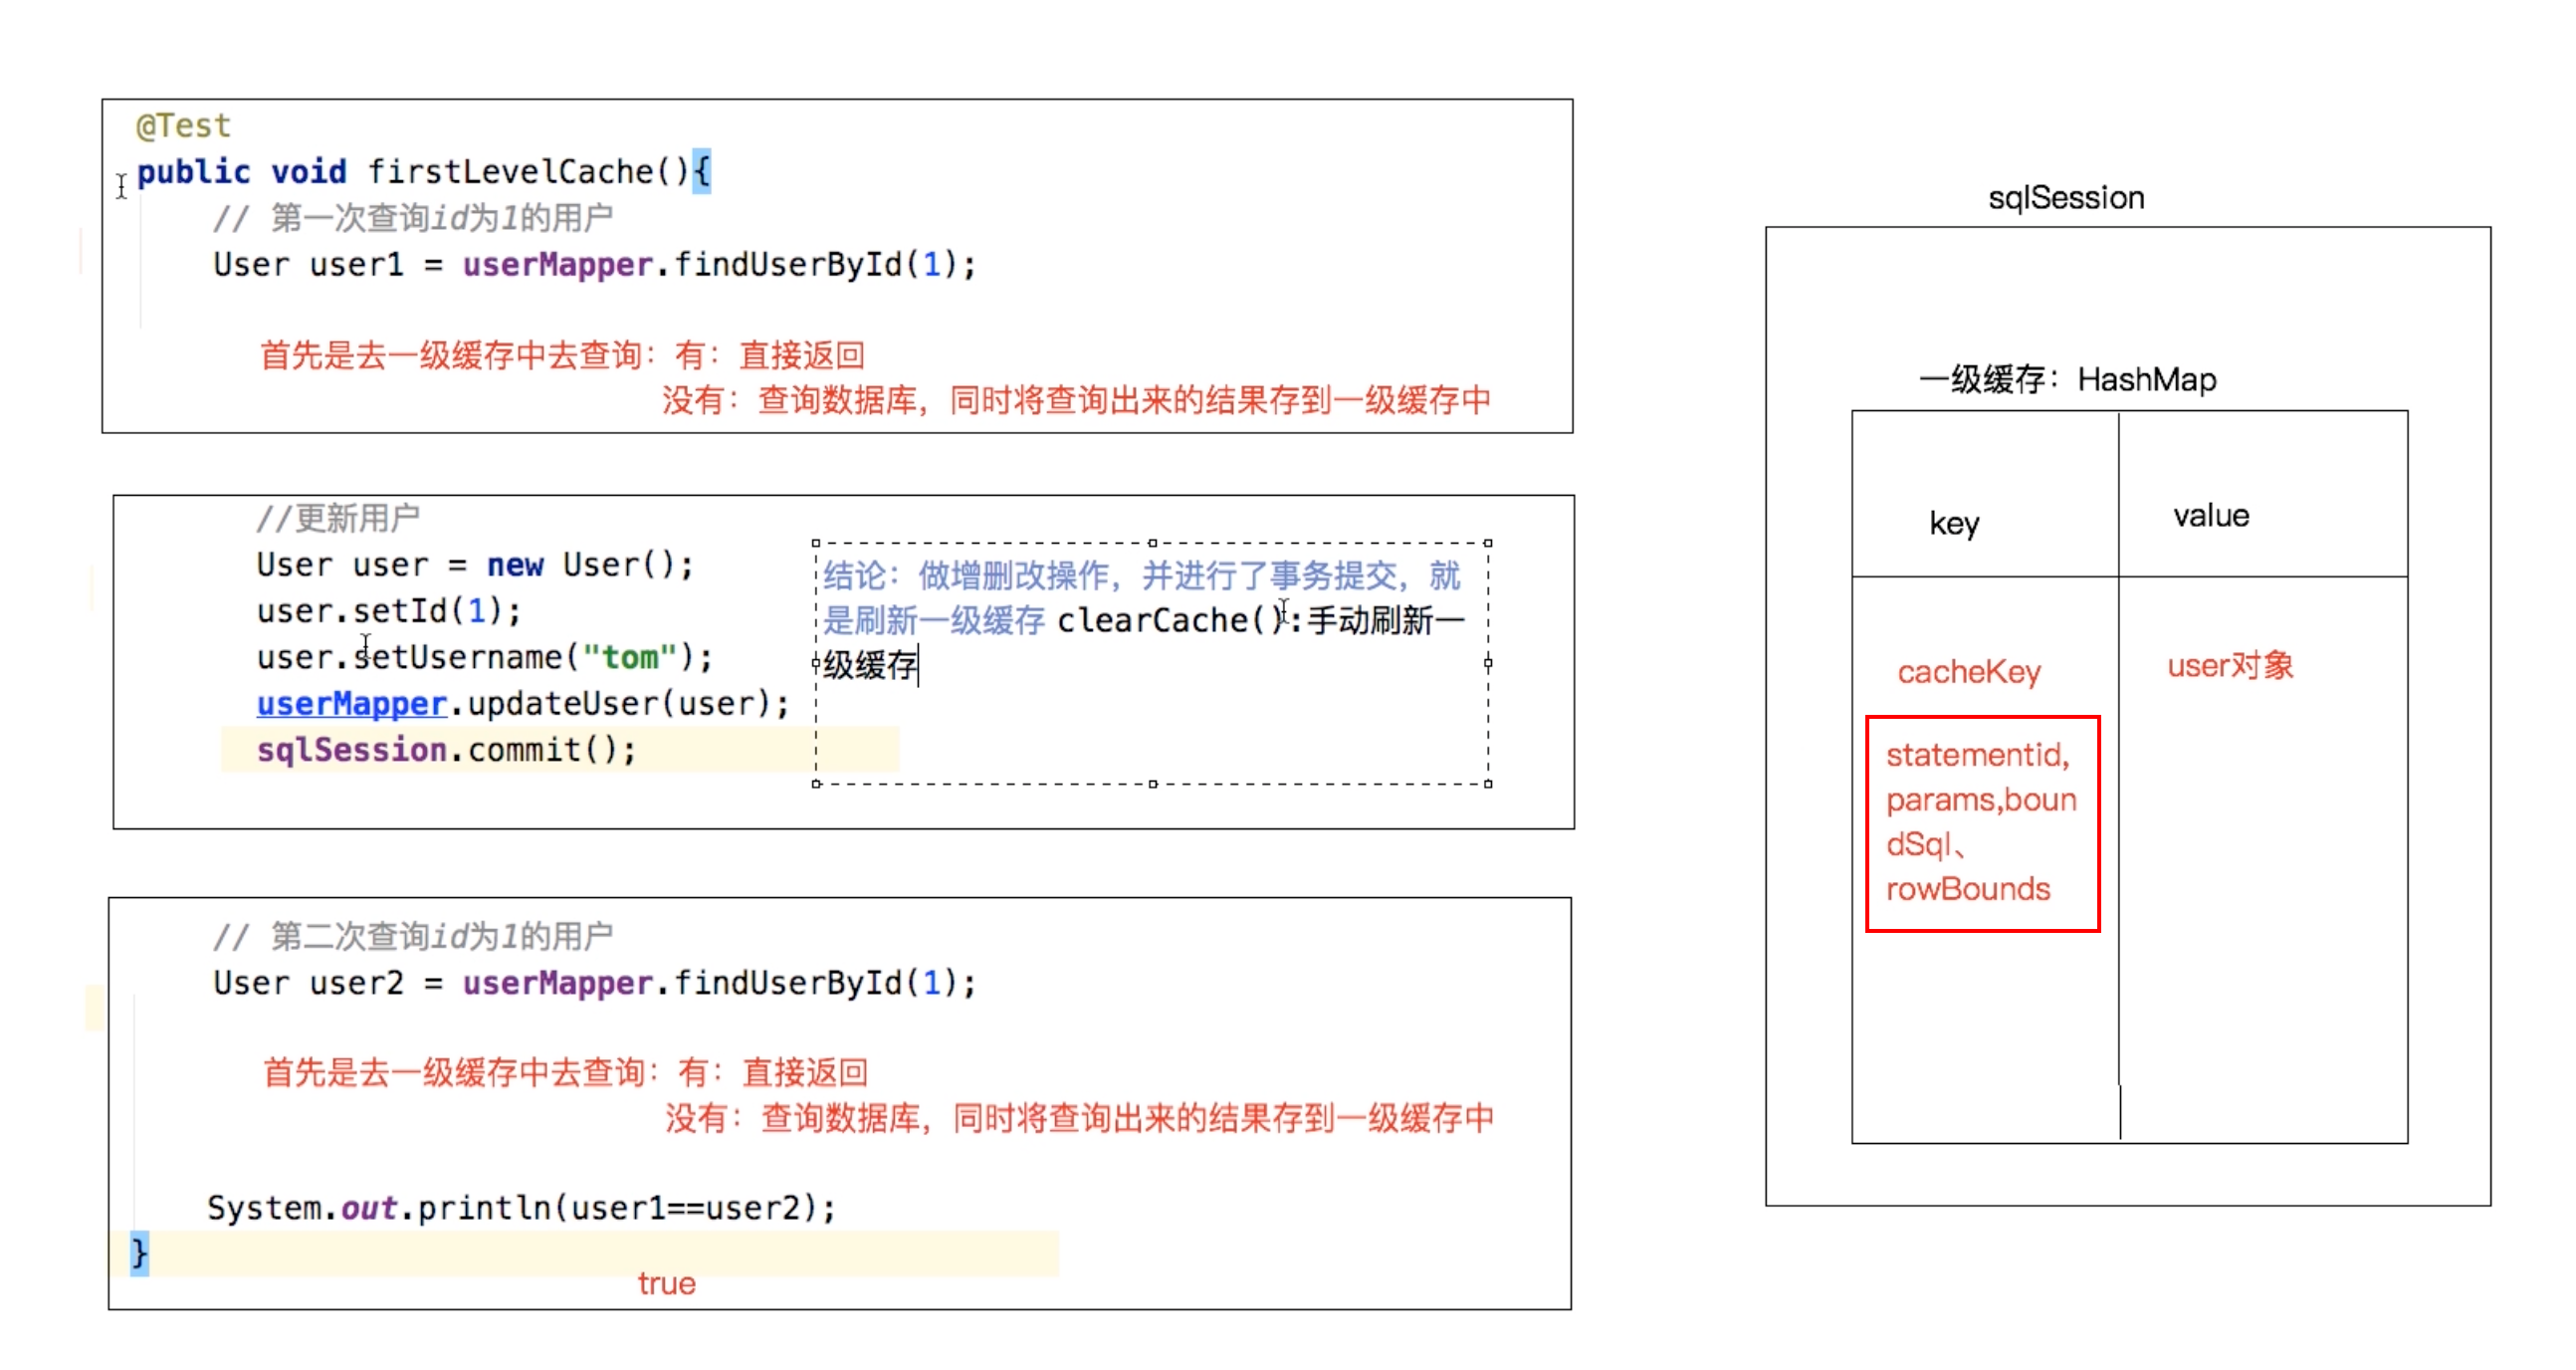 @Test
public void firstLevelCache(){
// 第一次查询id为1的用户
User user1 = userMapper.findUserById(1);
首先是去一级缓存中去查询：有：直接返回
没有：查询数据库，同时将查询出来的结果存到一级缓存中
//更新用户
User user = new User();
user.setId(1);
user.setUsername("tom");
userMapper.updateUser(user);
sqlSession.commit();
结论：做增删改操作，并进行了事务提交，就
是刷新一级缓存 clearCache():手动刷新一
级缓存
// 第二次查询id为1的用户
User user2 = userMapper.findUserById(1);
首先是去一级缓存中去查询：有：直接返回
没有：查询数据库，同时将查询出来的结果存到一级缓存中
System.out.println(user1==user2);
}
true
sqlSession
一级缓存：HashMap
key
value
cacheKey
user对象
statementid,
params,boun
dSql、
rowBounds